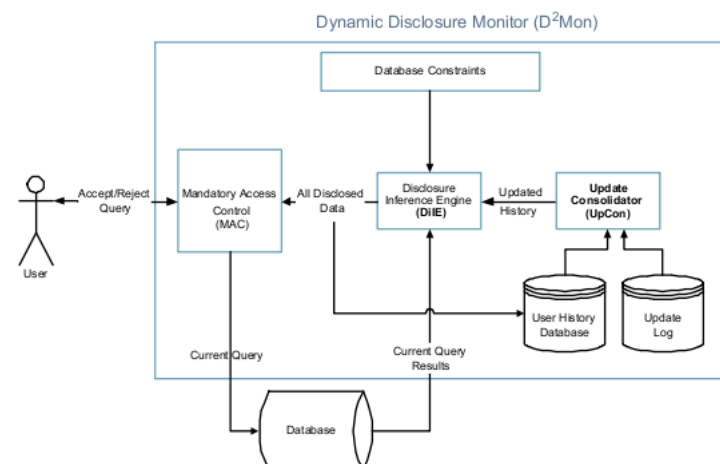 Dynamic Disclosure Monitor (D²Mon)
Database Constraints
Mandatory Access
Control
(MAC)
All Disclosed
Data
Disclosure
Inference Engine
(DiIE)
Updated
History
Update
Consolidator
(UpCon)
Accept/Reject
Query
User
User History
Database
Update
Log
Current Query
Current Query
Results
Database